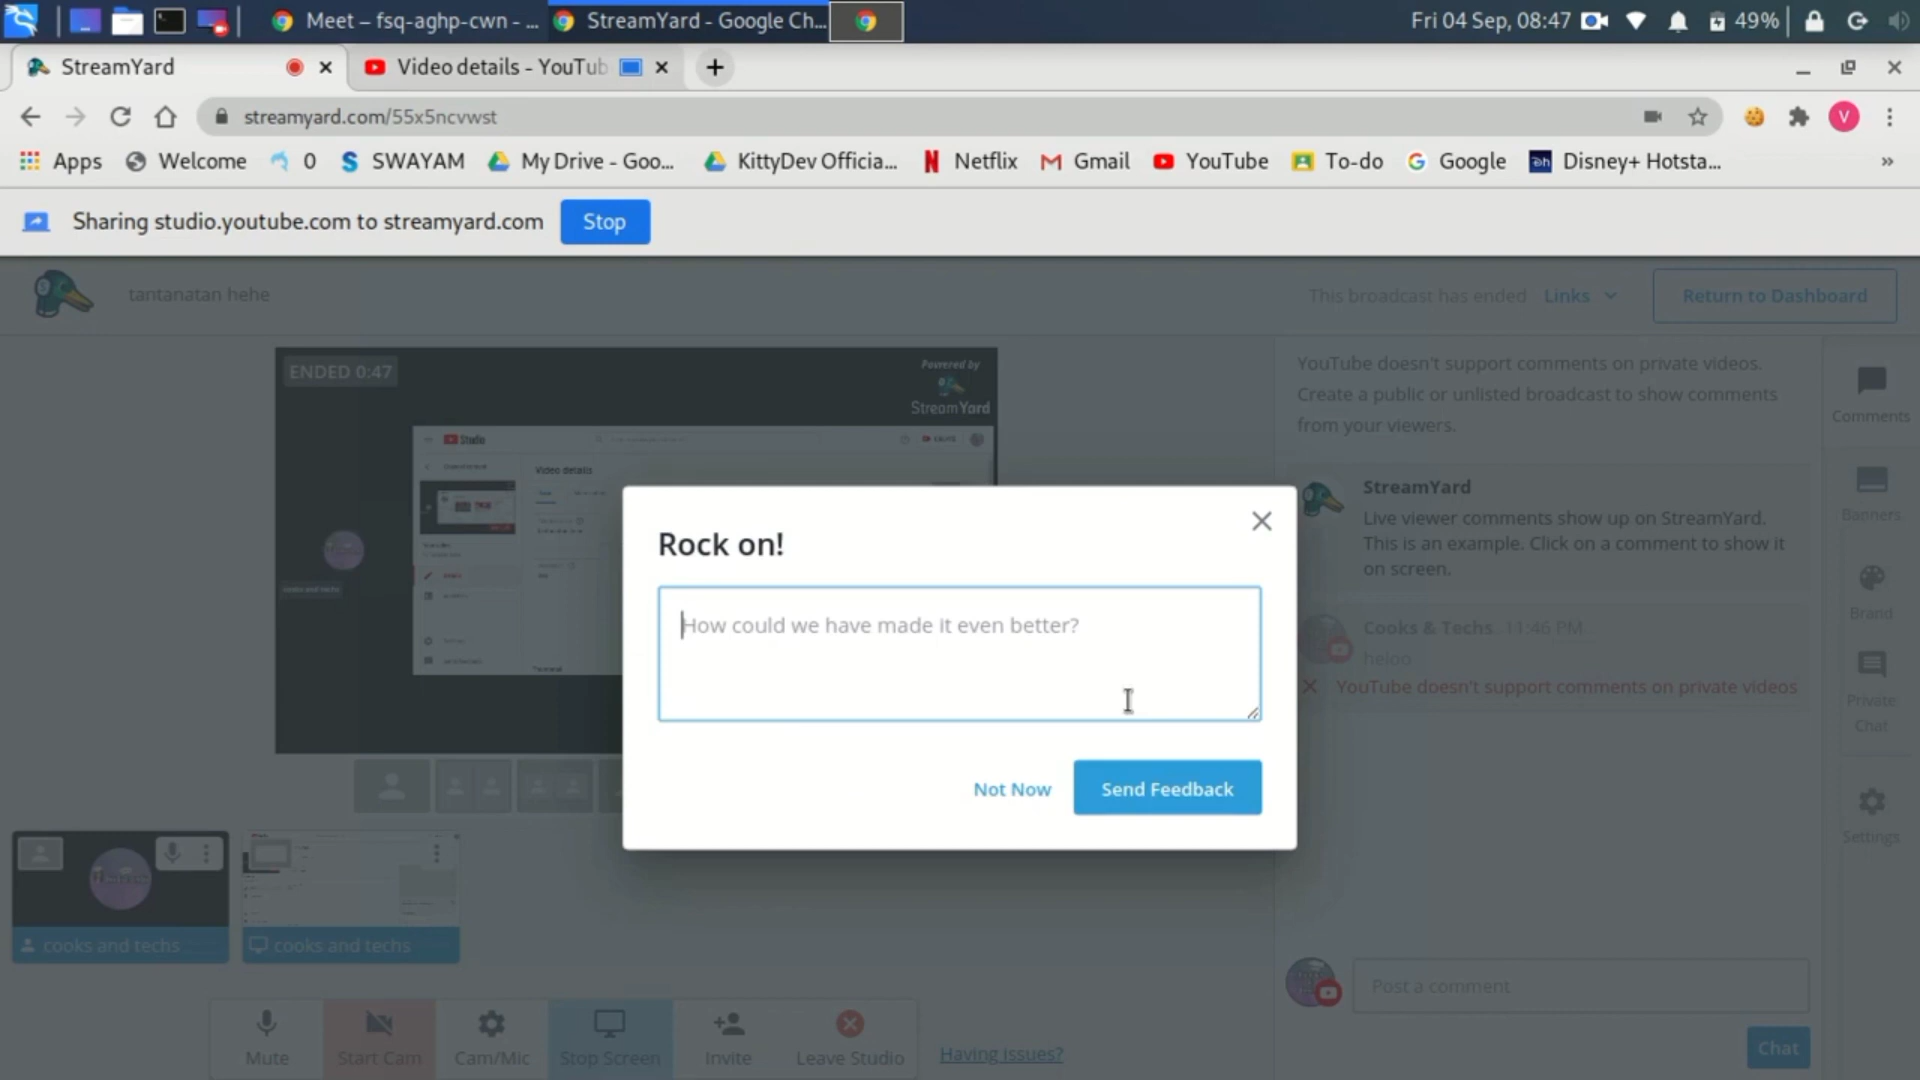 Meet – fsq-aghp-cwn - ...
StreamYard - Google Ch...
Fri 04 Sep, 08:47
49%
StreamYard
Video details - YouTub
streamyard.com/55x5ncvwst
V
Apps
Welcome
0
SWAYAM
My Drive - Goo...
KittyDev Officia...
Netflix
Gmail
YouTube
To-do
Google
Disney+ Hotsta...
»
Sharing studio.youtube.com to streamyard.com
Stop
tantanatan hehe
This broadcast has ended
Links
Return to Dashboard
ENDED 0:47
Powered by
StreamYard
Studio
Video details
cooks and techs
Rock on!
How could we have made it even better?
Not Now
Send Feedback
YouTube doesn't support comments on private videos.
Create a public or unlisted broadcast to show comments
from your viewers.
StreamYard
Live viewer comments show up on StreamYard.
This is an example. Click on a comment to show it
on screen.
Cooks & Techs 11:46 PM
heloo
YouTube doesn't support comments on private videos
Comments
Banners
Brand
Private
Chat
Settings
cooks and techs
cooks and techs
Mute
Start Cam
Cam/Mic
Stop Screen
Invite
Leave Studio
Having issues?
Post a comment
Chat